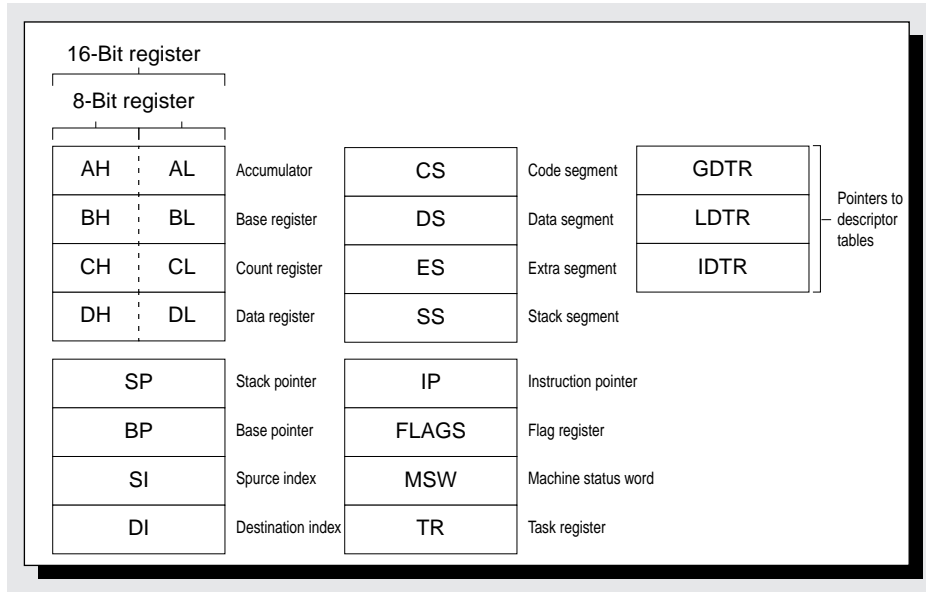 16-Bit register
8-Bit register
AH AL Accumulator CS Code segment GDTR
BH BL Base register DS Data segment LDTR
CH CL Count register ES Extra segment IDTR
Pointers to
descriptor
tables
DH DL Data register SS Stack segment
SP Stack pointer IP Instruction pointer
BP Base pointer FLAGS Flag register
SI Spurce index MSW Machine status word
DI Destination index TR Task register